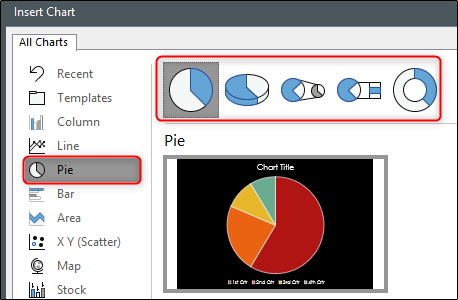 Insert Chart
All Charts
Recent
Templates
Column
Line
Pie
Bar
Area
X Y (Scatter)
Map
Stock
Pie
Chart Title
1st Qtr 2nd Qtr 3rd Qtr 4th Qtr